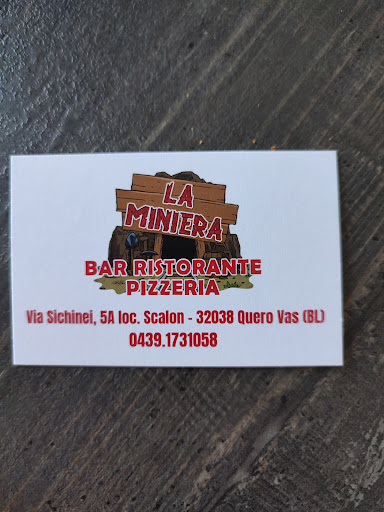 LA
MINIERA
BAR RISTORANTE
PIZZERIA
Via Sichinei, 5A loc. Scalon - 32038 Quero Vas (BL)
0439.1731058